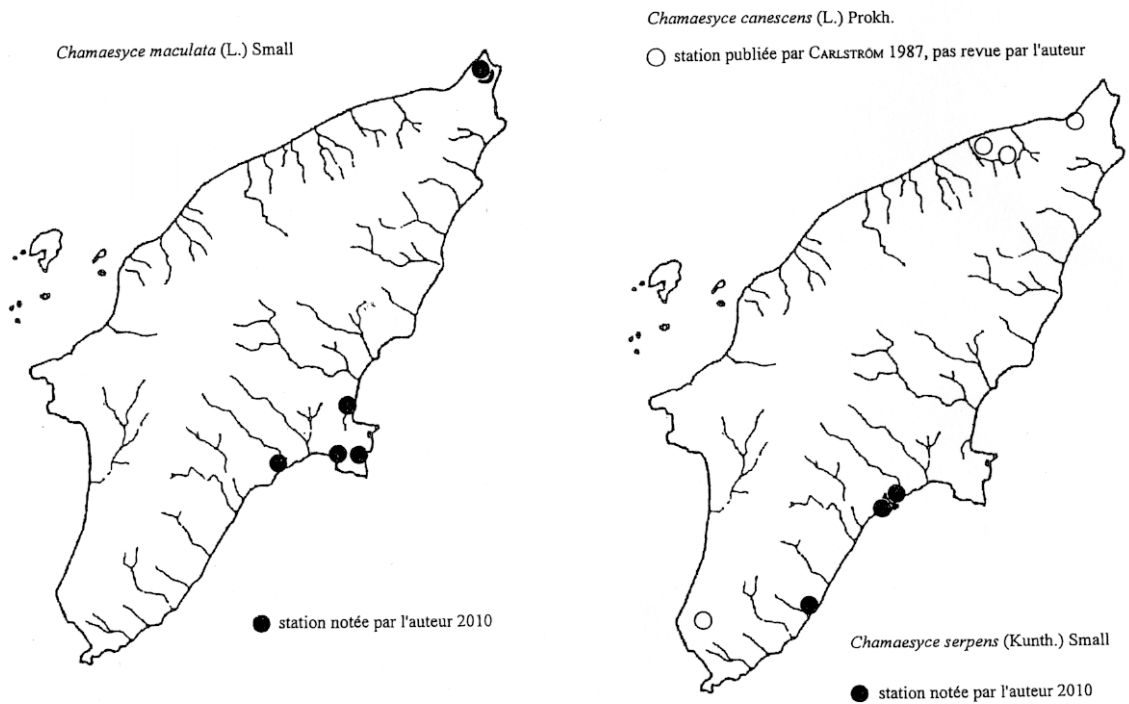 Chamaesyce maculata (L.) Small
station notée par l'auteur 2010
Chamaesyce canescens (L.) Prokh.
station publiée par CARLSTRÖM 1987, pas revue par l'auteur
Chamaesyce serpens (Kunth.) Small
station notée par l'auteur 2010